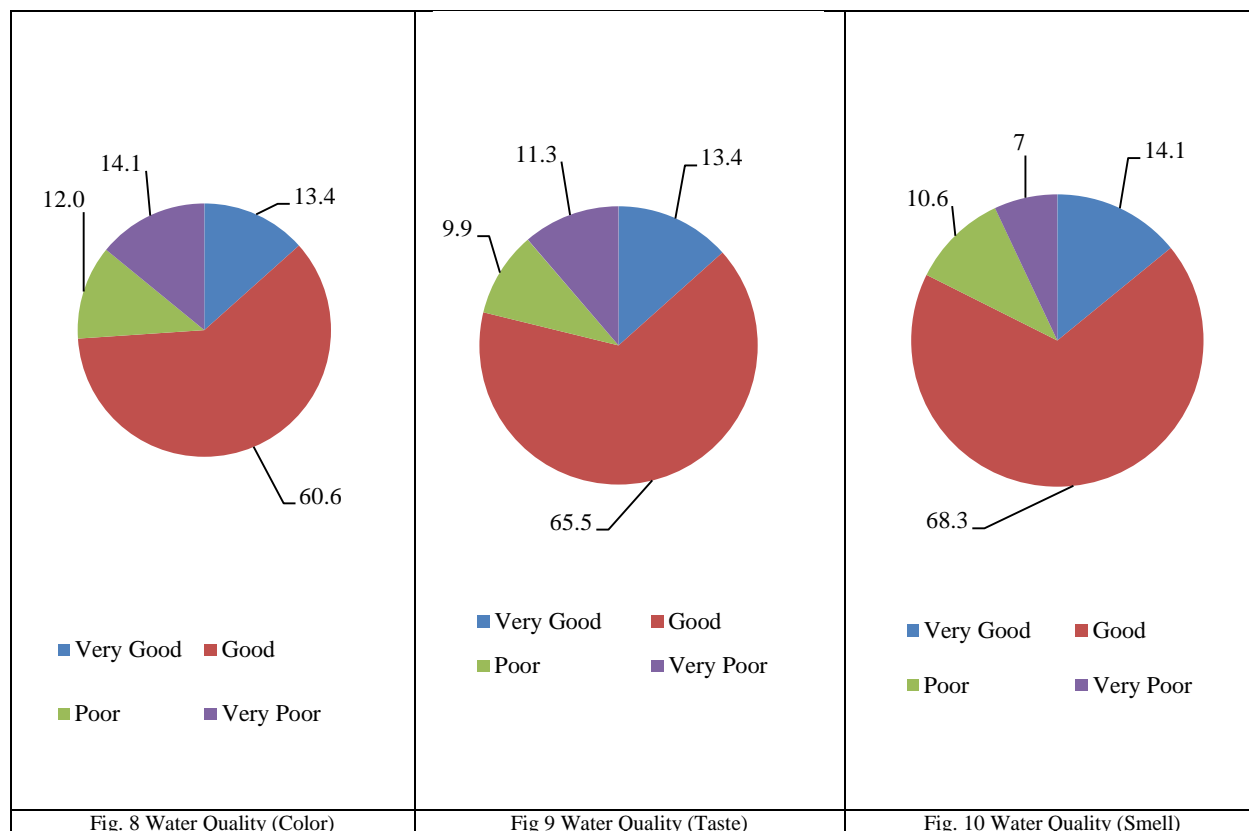 14.1
12.0
13.4
60.6
Very Good Good
Poor Very Poor
Fig. 8 Water Quality (Color)
11.3
13.4
9.9
65.5
Very Good Good
Poor Very Poor
Fig 9 Water Quality (Taste)
7
14.1
10.6
68.3
Very Good Good
Poor Very Poor
Fig. 10 Water Quality (Smell)